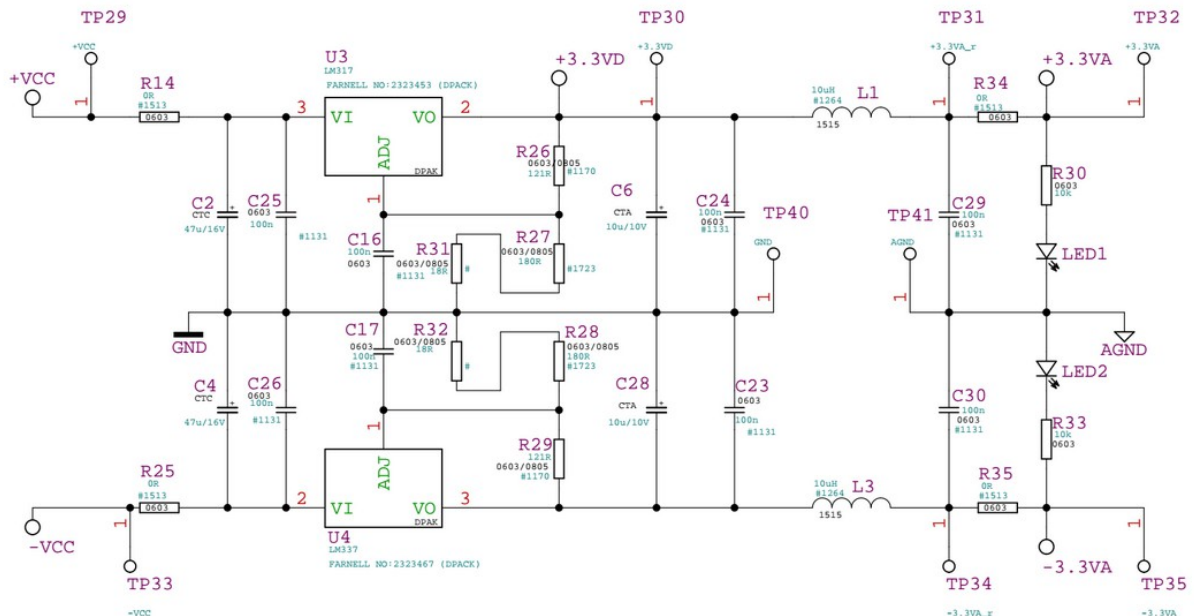 TP29
TP30
TP31
TP32
+VCC
+3.3VD
+3.3VA_r
+3.3VA
U3
LM317
FARNELL NO:2323453 (DPACK)
+VCC
+3.3VD
+3.3VA
R14
0R
#1513
0603
1
3
VI
VO
ADJ
DPAK
2
1
10uH
#1264
L1
1515
1
R34
0R
#1513
0603
1
R26
0603/0805
121R
#1170
R30
0603
10k
C2
CTC
+
47u/16V
C25
0603
100n
#1131
1
C16
100n
0603
#1131
R31
0603/0805
18R
#
R27
0603/0805
180R
#1723
C6
CTA
+
10u/10V
C24
100n
0603
#1131
TP40
GND
1
TP41
AGND
1
C29
100n
0603
#1131
LED1
GND
AGND
C17
0603
100n
#1131
R32
0603/0805
18R
#
R28
0603/0805
180R
#1723
LED2
C4
CTC
+
47u/16V
C26
0603
100n
#1131
1
C28
CTA
+
10u/10V
C23
0603
100n
#1131
C30
100n
0603
#1131
R33
10k
0603
R29
121R
0603/0805
#1170
R25
0R
#1513
0603
2
VI
ADJ
VO
DPAK
3
10uH
#1264
L3
1515
R35
0R
#1513
0603
-VCC
1
U4
LM337
FARNELL NO:2323467 (DPACK)
1
-3.3VA
1
TP33
TP34
TP35
-VCC
-3.3VA_r
-3.3VA